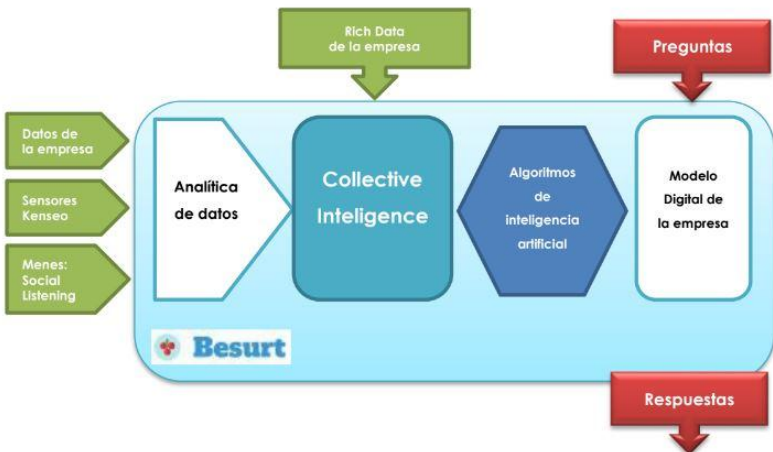 Rich Data
de la empresa
Preguntas
Datos de
la empresa
Sensores
Kenseo
Menes:
Social
Listening
Analítica
de datos
Collective
Inteligence
Algoritmos
de
inteligencia
artificial
Modelo
Digital de
la empresa
Besurt
Respuestas